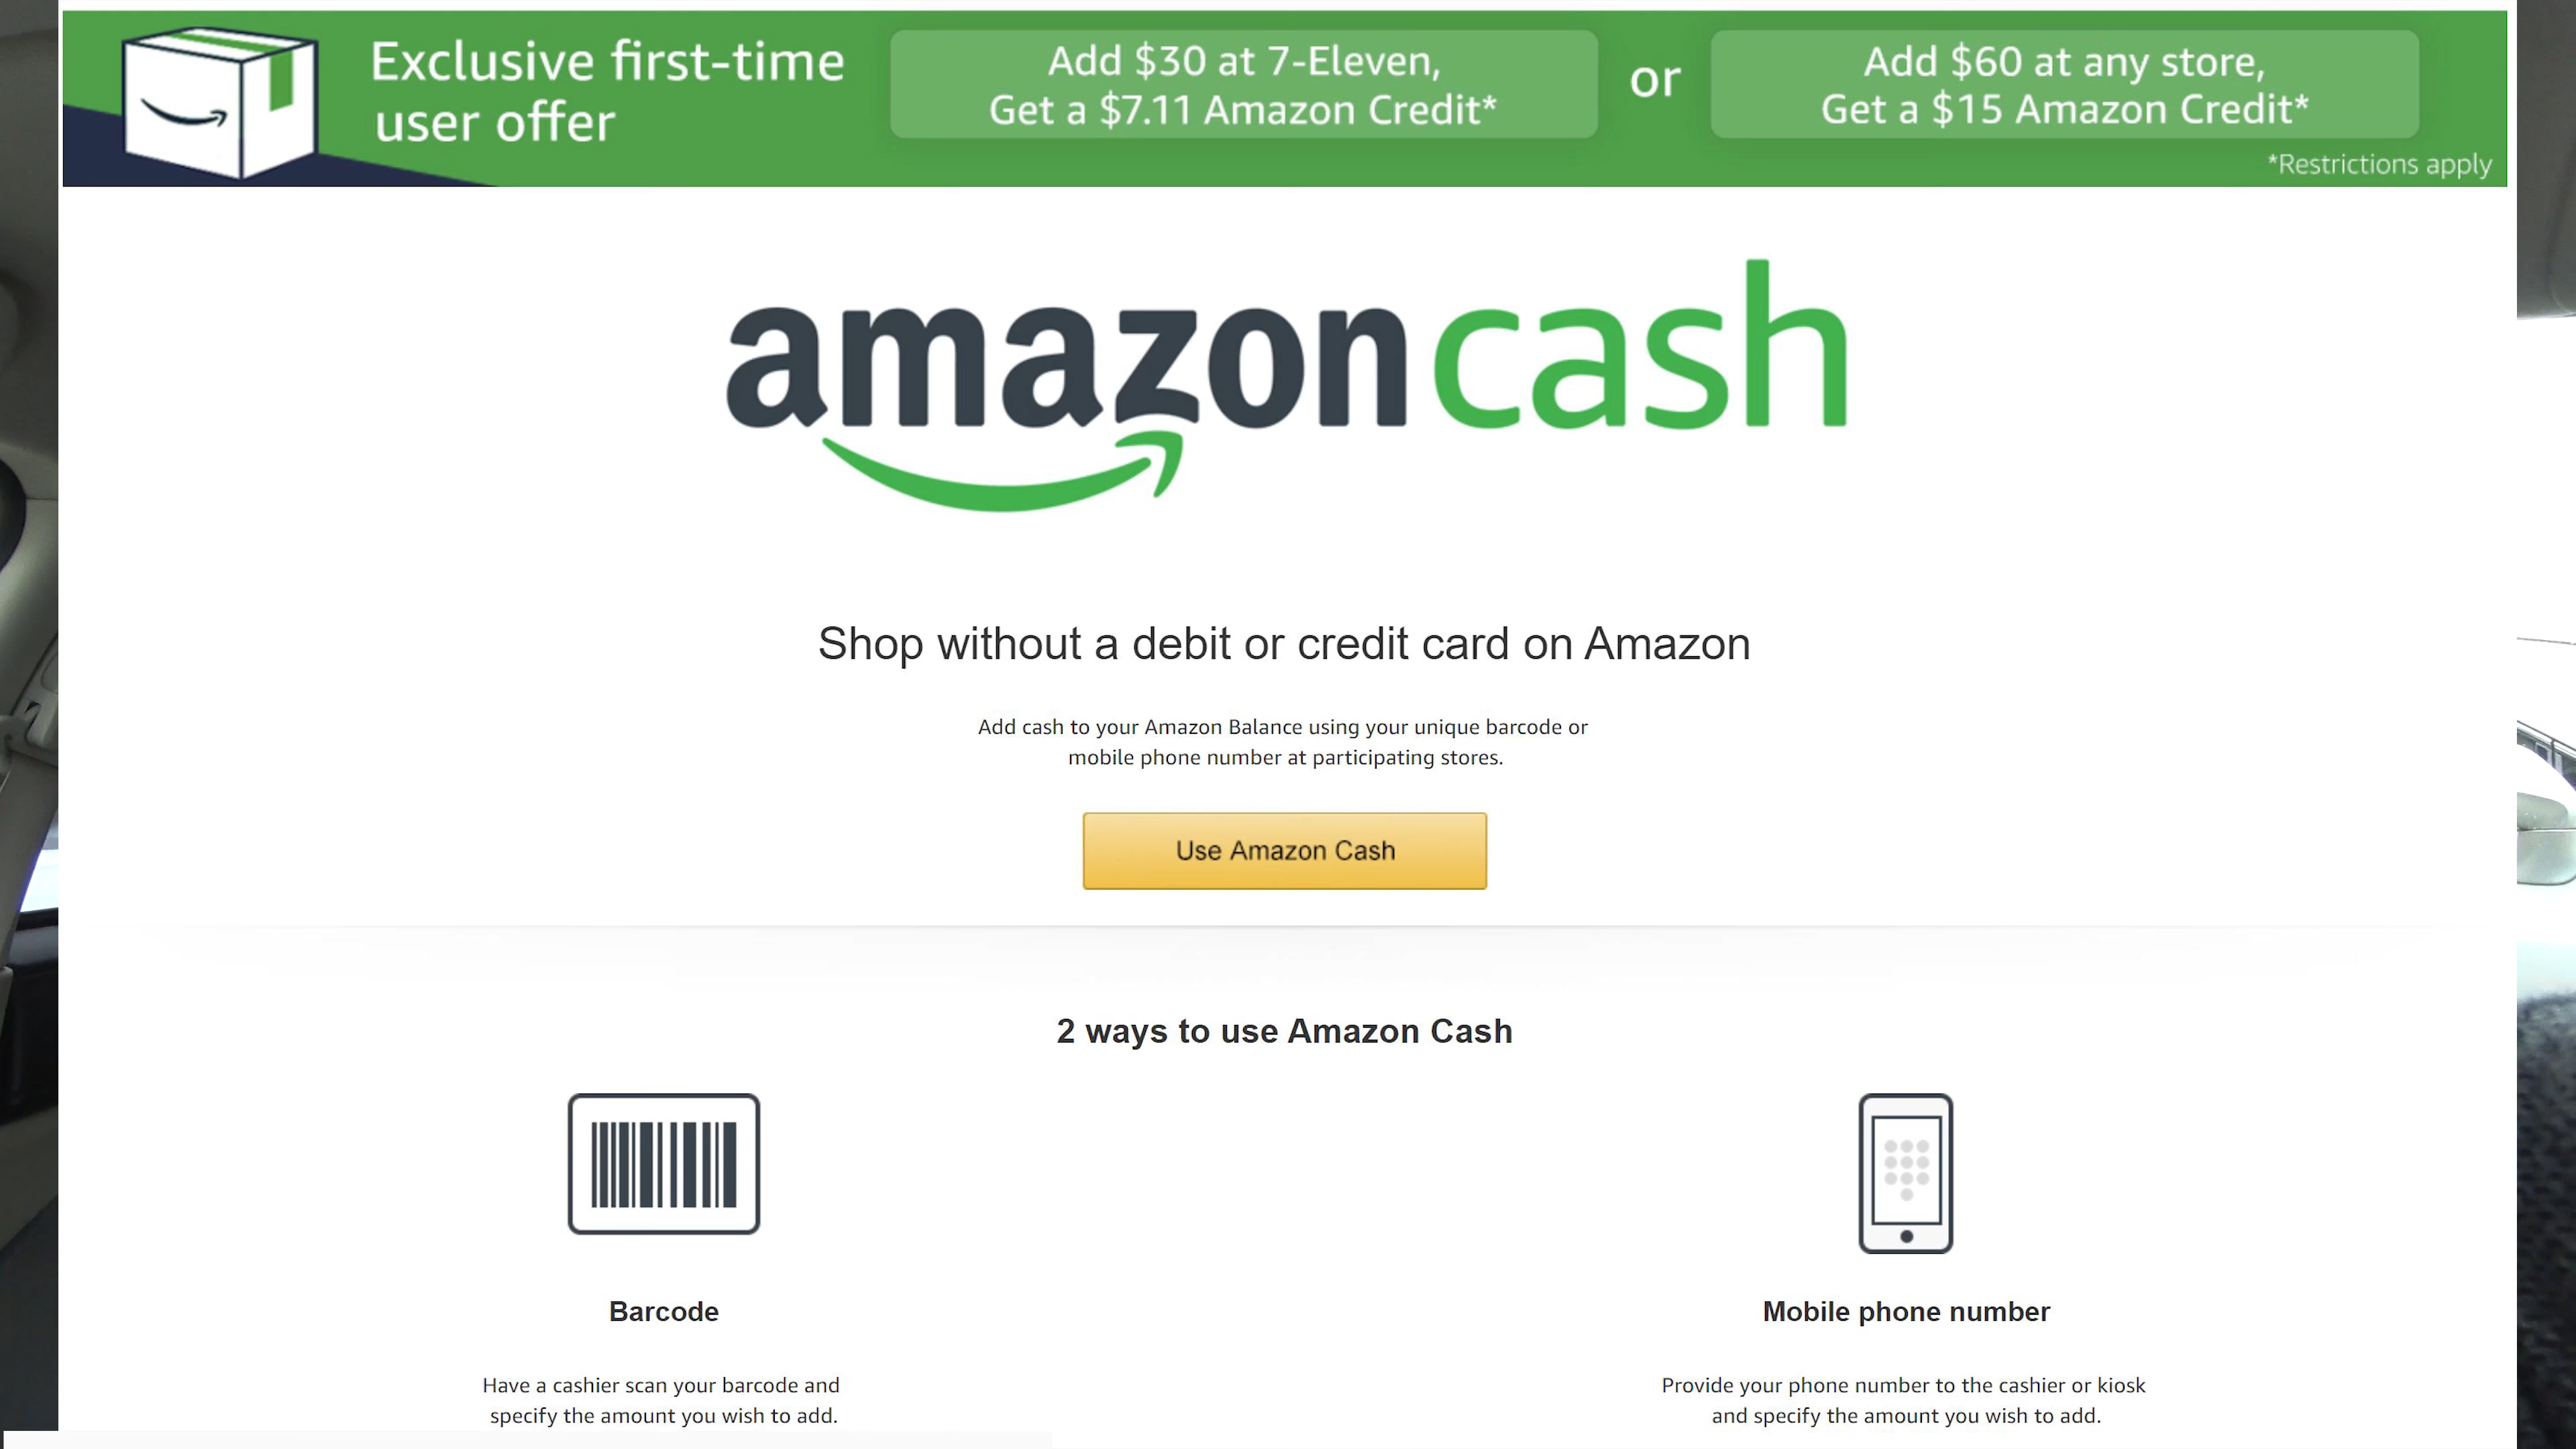 Exclusive first-time
user offer
Add $30 at 7-Eleven,
Get a $7.11 Amazon Credit*
or
Add $60 at any store,
Get a $15 Amazon Credit*
*Restrictions apply
amazoncash
Shop without a debit or credit card on Amazon
Add cash to your Amazon Balance using your unique barcode or
mobile phone number at participating stores.
Use Amazon Cash
2 ways to use Amazon Cash
Barcode
Have a cashier scan your barcode and
specify the amount you wish to add.
Mobile phone number
Provide your phone number to the cashier or kiosk
and specify the amount you wish to add.